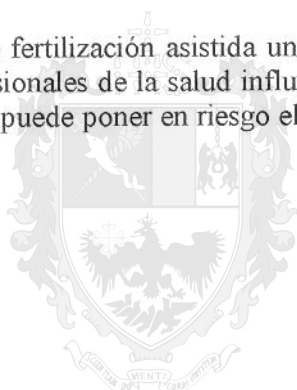 fertilización asistida un
sionales de la salud influ
puede poner en riesgo el